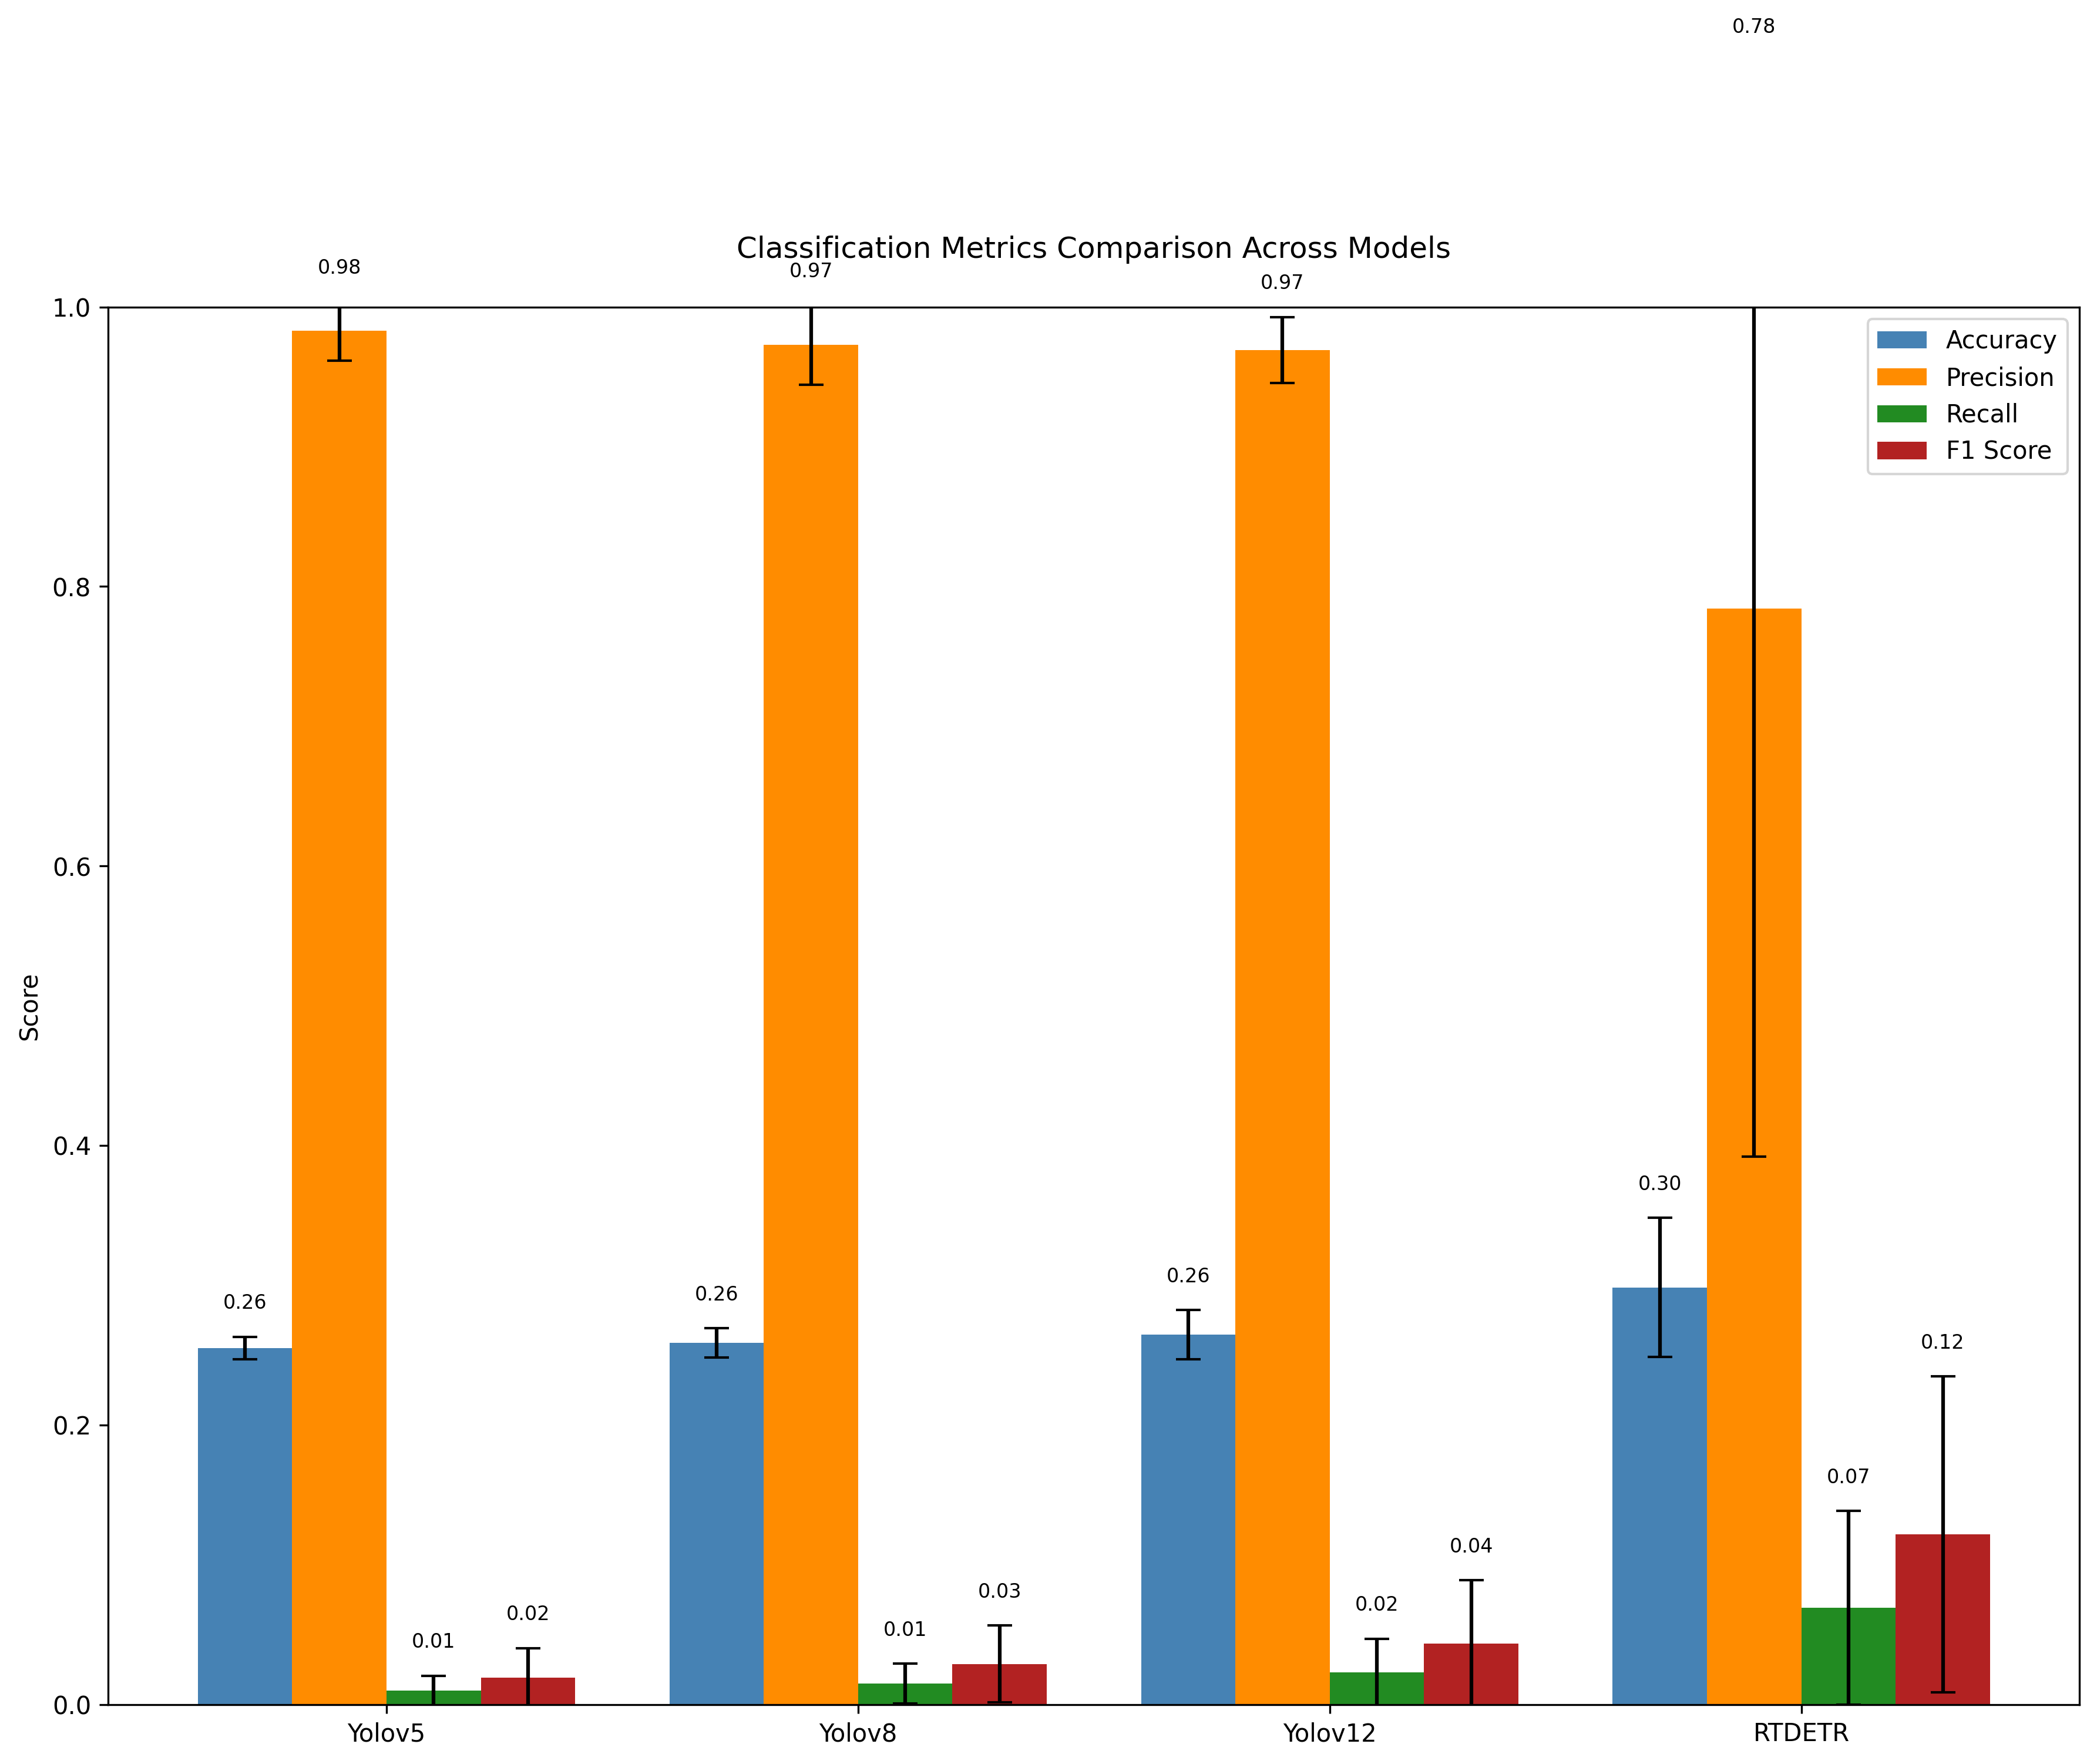 0.78
Classification Metrics Comparison Across Models
0.98
0.97
0.97
1.0
Accuracy
Precision
Recall
F1 Score
0.8
0.6
Score
0.4
0.30
0.26
0.26
0.26
0.12
0.2
0.07
0.04
0.03
0.02
0.02
0.01
0.01
0.0
Yolov5
Yolov8
Yolov12
RTDETR